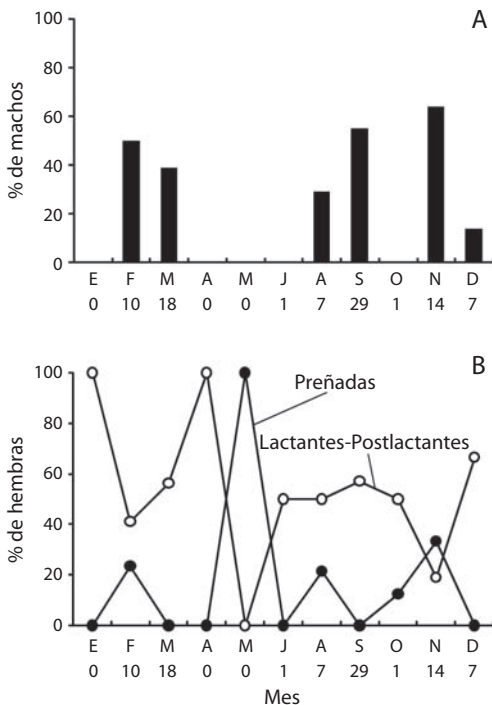 A
% de machos
100
80
60
40
20
0
E F M A M J A S O N D
0 10 18 0 0 1 7 29 1 14 7
B
% de hembras
100
80
60
40
20
0
Preñadas
Lactantes-Postlactantes
E F M A M J A S O N D
0 10 18 0 0 1 7 29 1 14 7
Mes